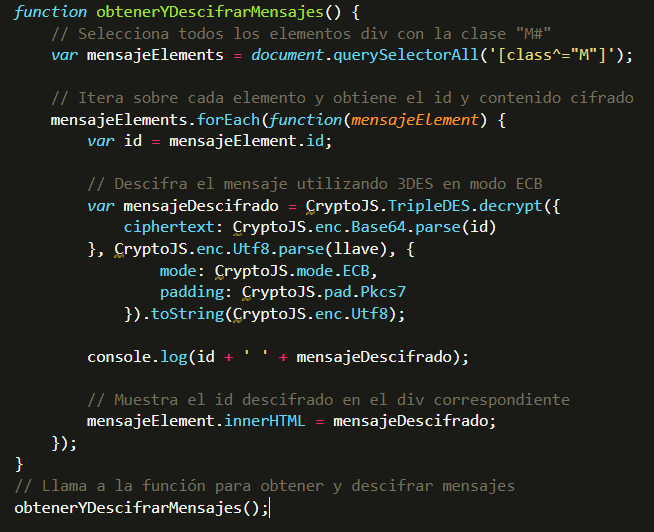 function obtenerYDescifrarMensajes() {
// Selecciona todos los elementos div con la clase "M#"
var mensajeElements = document.querySelectorAll('[class^="M"]');
// Itera sobre cada elemento y obtiene el id y contenido cifrado
mensajeElements.forEach(function(mensajeElement) {
var id = mensajeElement.id;
// Descifra el mensaje utilizando 3DES en modo ECB
var mensajeDescifrado = CryptoJS.TripleDES.decrypt({
ciphertext: CryptoJS.enc.Base64.parse(id)
}, CryptoJS.enc.Utf8.parse(llave), {
mode: CryptoJS.mode.ECB,
padding: CryptoJS.pad.Pkcs7
}).toString(CryptoJS.enc.Utf8);
console.log(id + ' ' + mensajeDescifrado);
// Muestra el id descifrado en el div correspondiente
mensajeElement.innerHTML = mensajeDescifrado;
});
}
// Llama a la función para obtener y descifrar mensajes
obtenerYDescifrarMensajes();